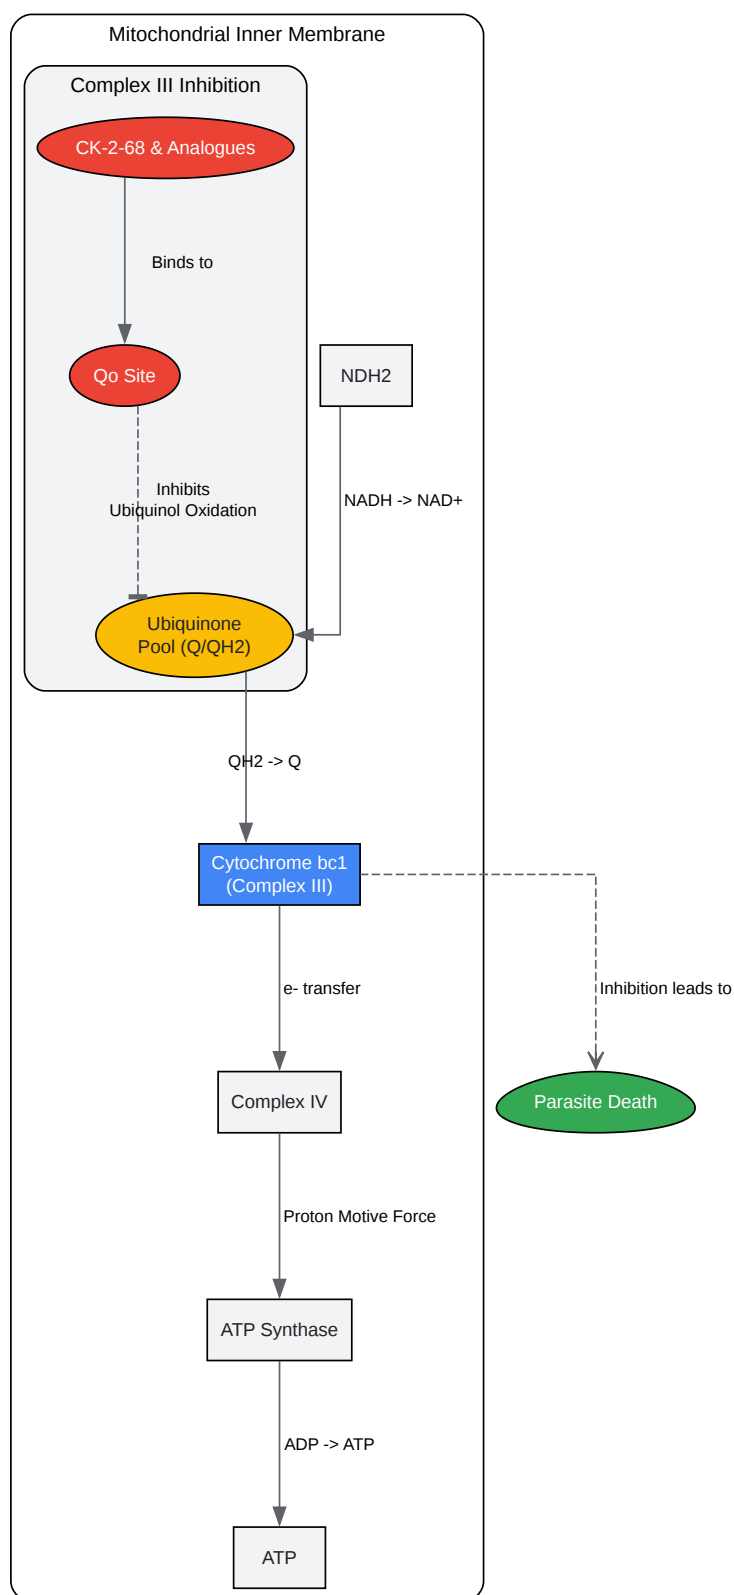 Mitochondrial Inner Membrane
Complex III Inhibition
CK-2-68 & Analogues
Binds to
Qo Site
NDH2
Inhibits
Ubiquinol Oxidation
NADH -> NAD+
Ubiquinone
Pool (Q/QH2)
QH2 -> Q
Cytochrome bc1
(Complex III)
e- transfer
Inhibition leads to
Complex IV
Parasite Death
Proton Motive Force
ATP Synthase
ADP -> ATP
ATP